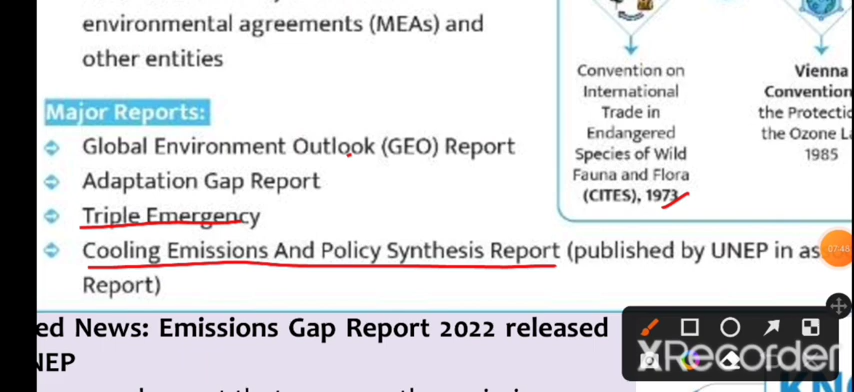 environmental agreements (MEAs) and
other entities
Major Reports:
Global Environment Outlook (GEO) Report
Adaptation Gap Report
Triple Emergency
Cooling Emissions And Policy Synthesis Report (published by UNEP in as
Report)
Convention on
International
Trade in
Endangered
Species of Wild
Fauna and Flora
(CITES), 1973
Vienna
Convention
the Protectio
the Ozone L
1985
07:48
ed News: Emissions Gap Report 2022 released
NEP
XRecorder
KN